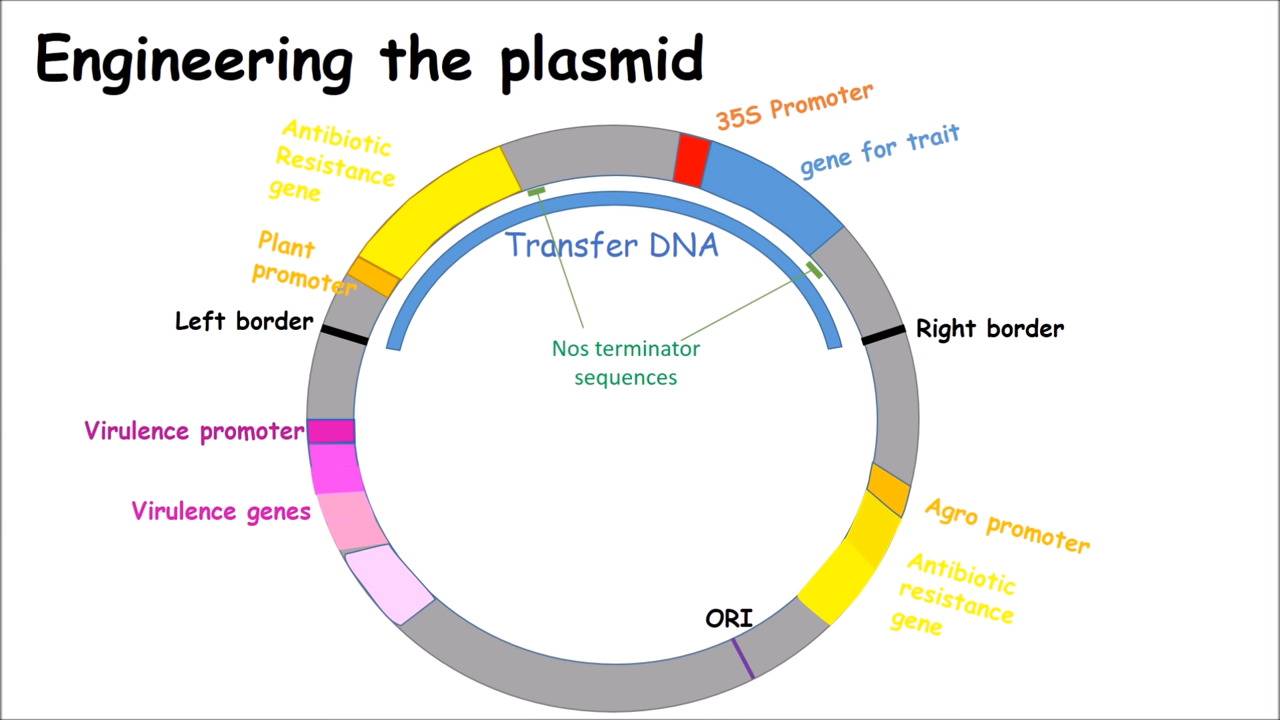 Engineering the plasmid
35S Promoter
gene for trait
Antibiotic
Resistance
gene
Plant
promoter
Transfer DNA
Left border
Right border
Nos terminator
sequences
Virulence promoter
Virulence genes
Agro promoter
Antibiotic
resistance
gene
ORI